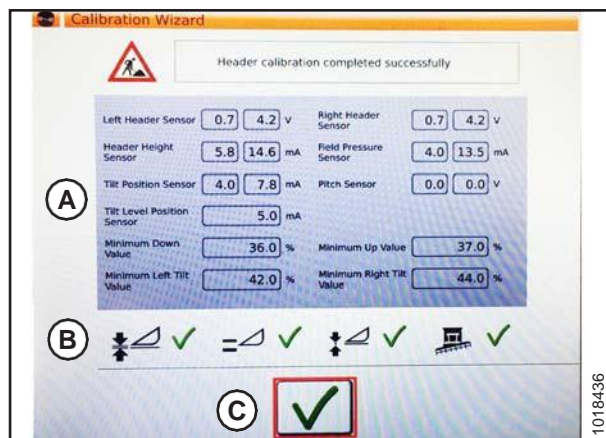 Calibration Wizard
Header calibration completed successfully
Left Header Sensor 0.7 4.2 V
Right Header Sensor 0.7 4.2 V
Header Height Sensor 5.8 14.6 mA
Field Pressure Sensor 4.0 13.5 mA
Tilt Position Sensor 4.0 7.8 mA
Pitch Sensor 0.0 0.0 V
Tilt Level Position Sensor 5.0 mA
Minimum Down Value 36.0 %
Minimum Up Value 37.0 %
Minimum Left Tilt Value 42.0 %
Minimum Right Tilt Value 44.0 %
A
B
C
1018436